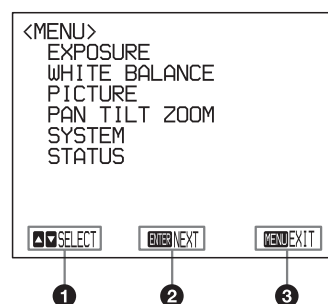 <MENU>
EXPOSURE
WHITE BALANCE
PICTURE
PAN TILT ZOOM
SYSTEM
STATUS
▲▼SELECT ENTER NEXT MENU EXIT
1 2 3